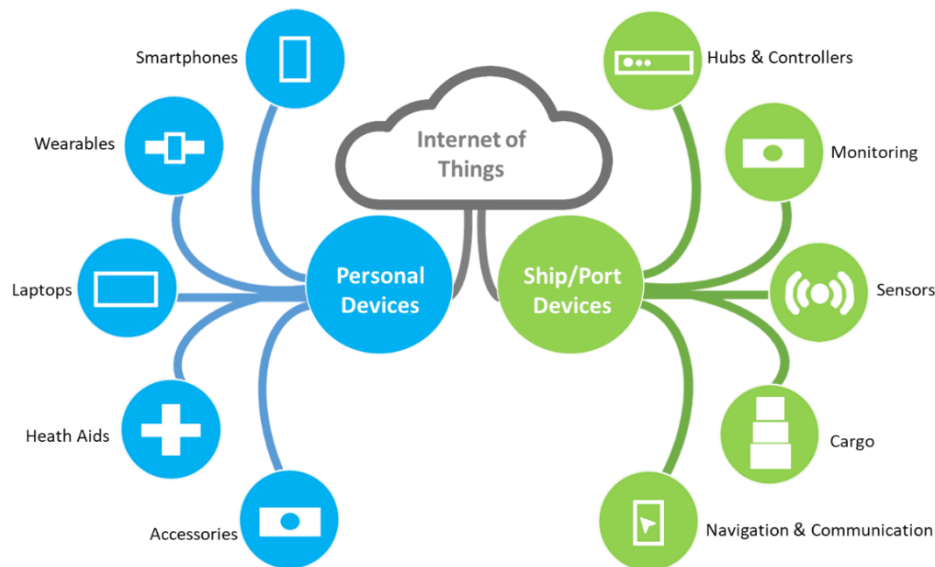 Smartphones
Hubs & Controllers
Internet of
Things
Wearables
Monitoring
Personal
Devices
Ship/Port
Devices
Laptops
Sensors
Heath Aids
Cargo
Accessories
Navigation & Communication